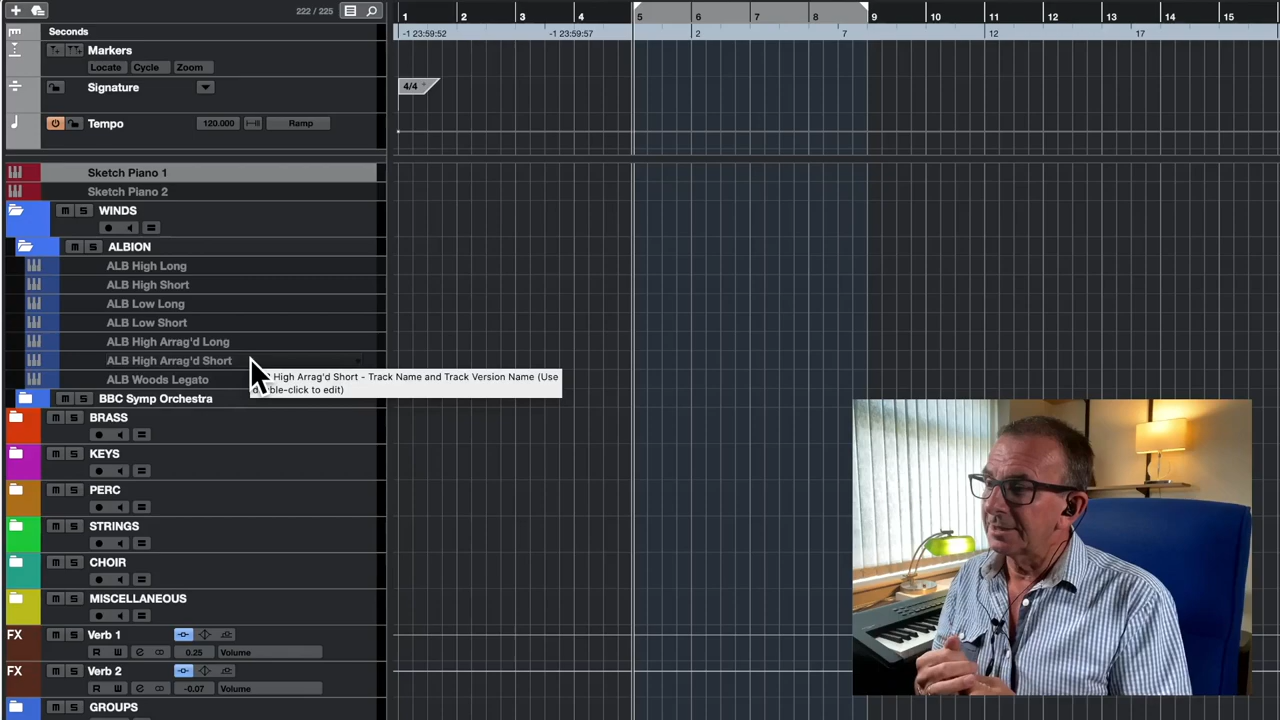 222 / 225
1 2 3 4 5 6 7 8 9 10 11 12 13 14 15
Seconds
-1 23:59:52 -1 23:59:57 2 7 12 17
Markers
Locate Cycle Zoom
Signature
4/4
Tempo 120.000 Ramp
Sketch Piano 1
Sketch Piano 2
m S WINDS
m S ALBION
ALB High Long
ALB High Short
ALB Low Long
ALB Low Short
ALB High Arrag'd Long
ALB High Arrag'd Short
High Arrag'd Short - Track Name and Track Version Name (Use
ALB Woods Legato
to edit)
m S BBC Symp Orchestra
m S BRASS
m S KEYS
m S PERC
m S STRINGS
m S CHOIR
m S MISCELLANEOUS
FX m S Verb 1
R W e 0.25 Volume
FX m S Verb 2
R W e -0.07 Volume
m S GROUPS